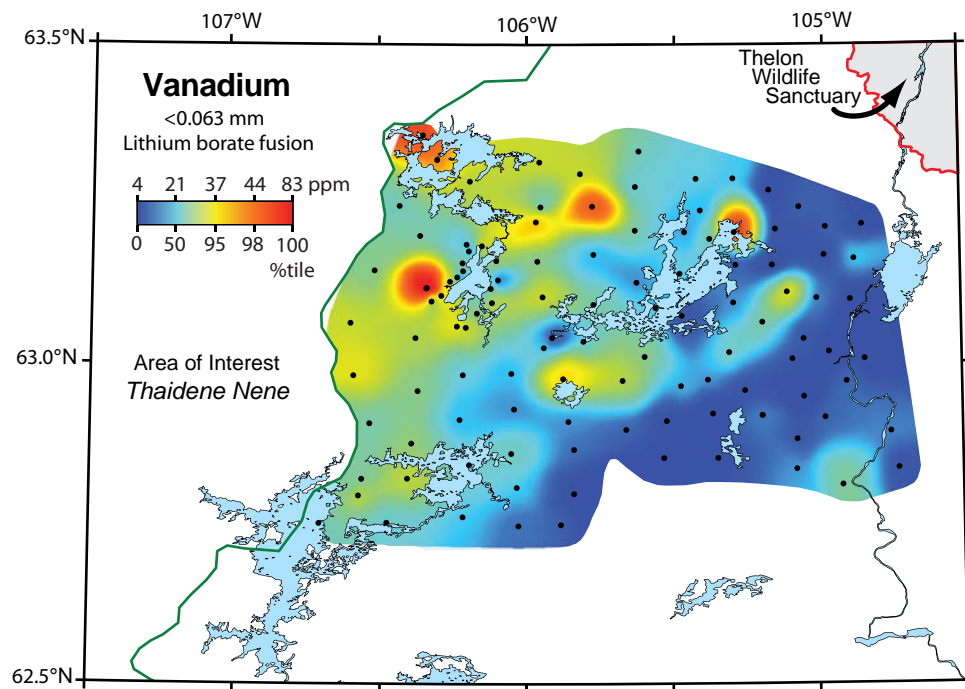 107°W
106°W
105°W
63.5°N
Vanadium
<0.063 mm
Lithium borate fusion
4 21 37 44 83 ppm
0 50 95 98 100
%tile
Thelon
Wildlife
Sanctuary
63.0°N
Area of Interest
Thaidene Nene
62.5°N